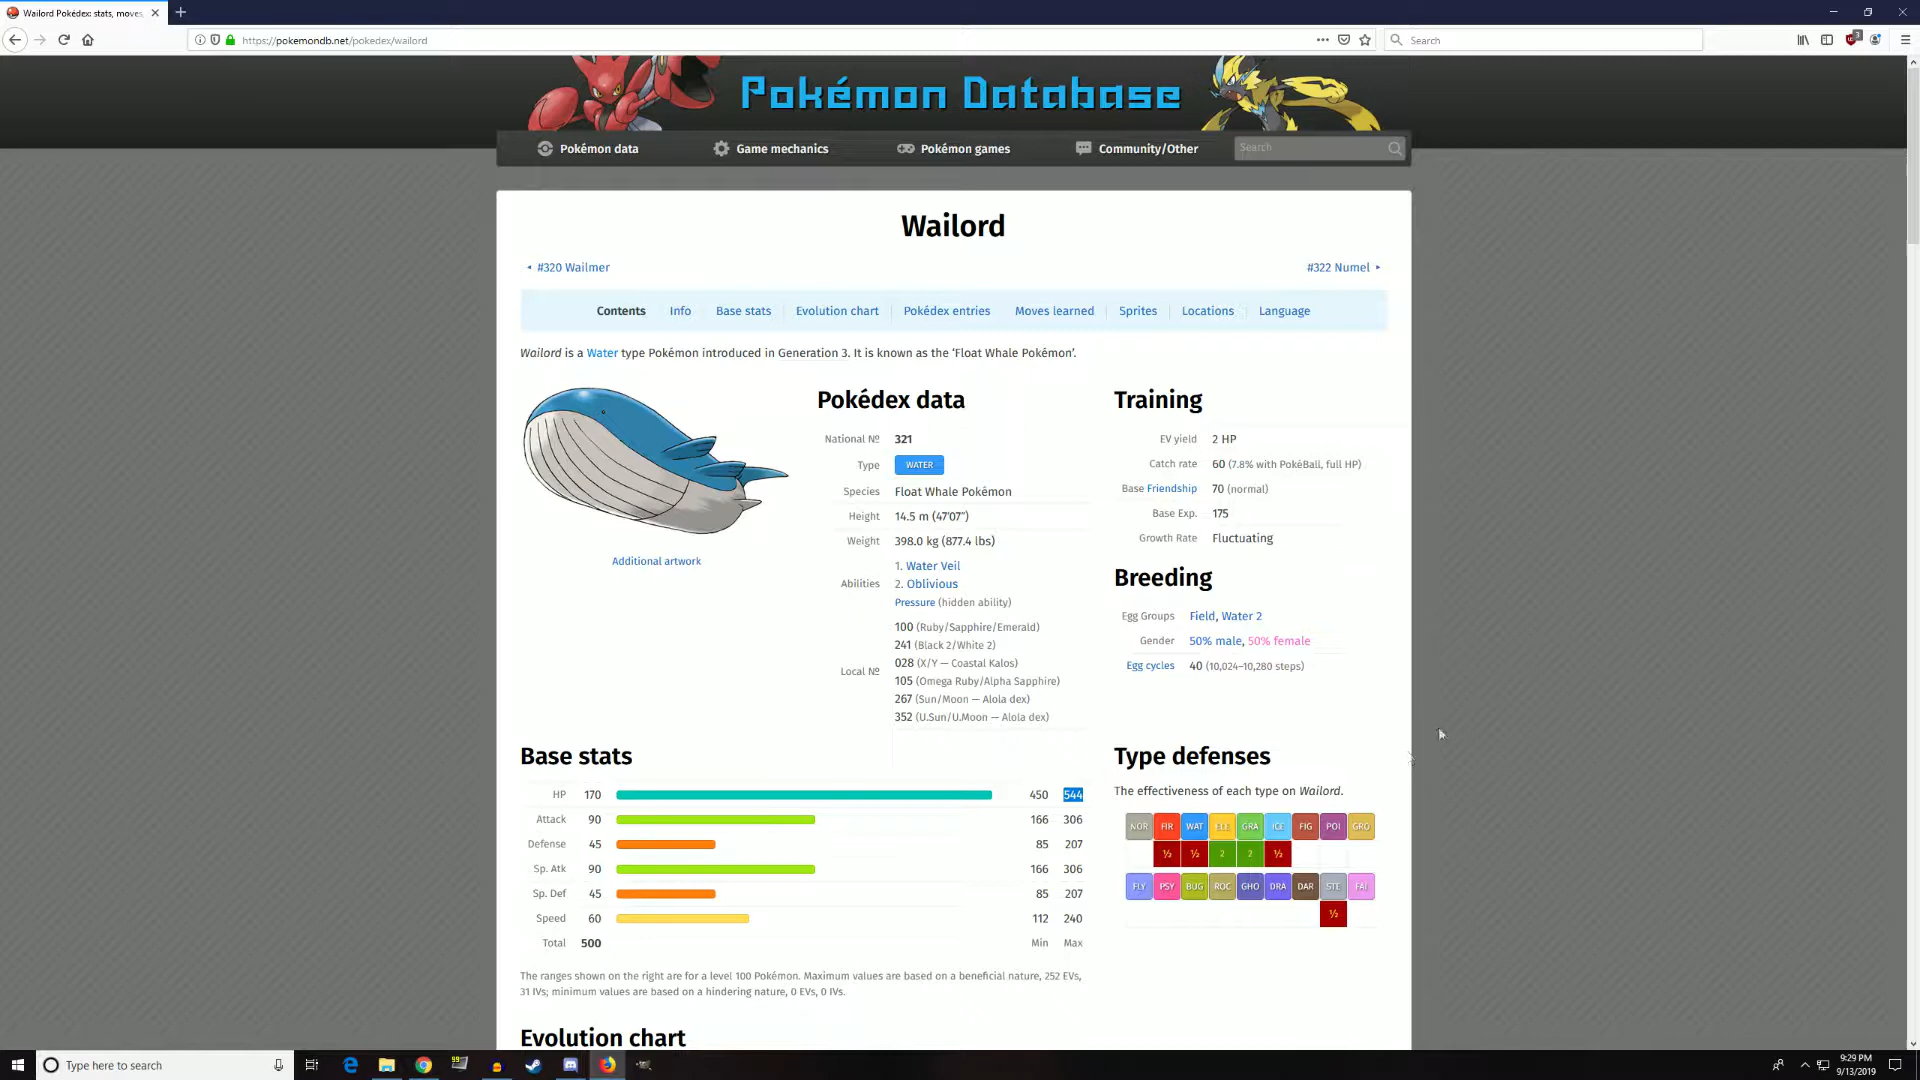 Wailord Pokédex: stats, moves,
https://pokemondb.net/pokedex/wailord
Search
3
Pokémon Database
Pokémon data
Game mechanics
Pokémon games
Community/Other
Search
Wailord
#320 Wailmer
#322 Numel
Contents
Info
Base stats
Evolution chart
Pokédex entries
Moves learned
Sprites
Locations
Language
Wailord is a Water type Pokémon introduced in Generation 3. It is known as the ‘Float Whale Pokémon’.
Additional artwork
Pokédex data
National № 321
Type WATER
Species Float Whale Pokémon
Height 14.5 m (47′07″)
Weight 398.0 kg (877.4 lbs)
Abilities 1. Water Veil
2. Oblivious
Pressure (hidden ability)
Local № 100 (Ruby/Sapphire/Emerald)
241 (Black 2/White 2)
028 (X/Y — Coastal Kalos)
105 (Omega Ruby/Alpha Sapphire)
267 (Sun/Moon — Alola dex)
352 (U.Sun/U.Moon — Alola dex)
Training
EV yield 2 HP
Catch rate 60 (7.8% with PokéBall, full HP)
Base Friendship 70 (normal)
Base Exp. 175
Growth Rate Fluctuating
Breeding
Egg Groups Field, Water 2
Gender 50% male, 50% female
Egg cycles 40 (10,024–10,280 steps)
Base stats
HP 170 450 544
Attack 90 166 306
Defense 45 85 207
Sp. Atk 90 166 306
Sp. Def 45 85 207
Speed 60 112 240
Total 500 Min Max
The ranges shown on the right are for a level 100 Pokémon. Maximum values are based on a beneficial nature, 252 EVs,
31 IVs; minimum values are based on a hindering nature, 0 EVs, 0 IVs.
Type defenses
The effectiveness of each type on Wailord.
NOR FIR WAT ELE GRA ICE FIG POI GRO
½ ½ 2 2 ½
FLY PSY BUG ROC GHO DRA DAR STE FAI
½
Evolution chart
Type here to search
99
9:29 PM
9/13/2019